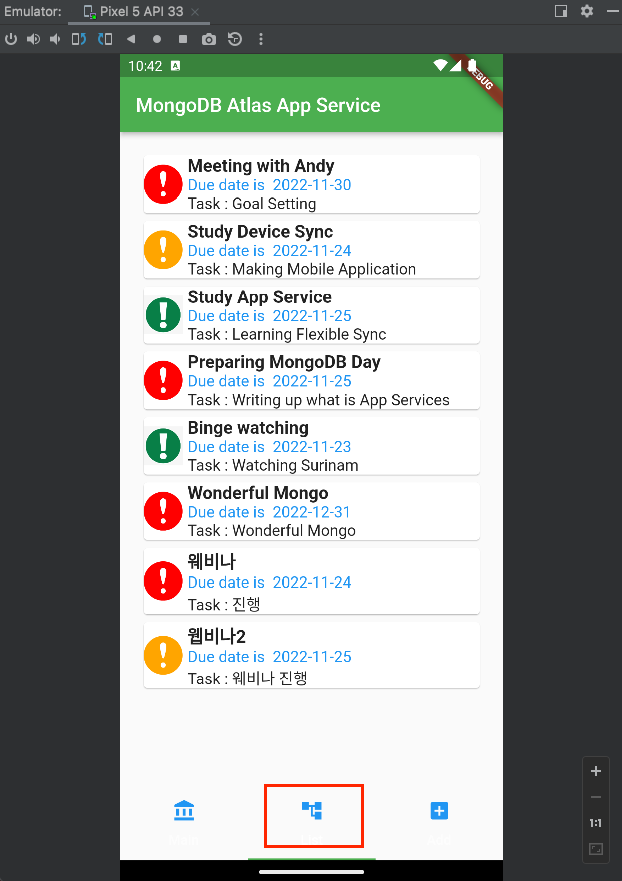 Emulator: Pixel 5 API 33
10:42 A
DEBUG
MongoDB Atlas App Service
Meeting with Andy
Due date is 2022-11-30
Task : Goal Setting
Study Device Sync
Due date is 2022-11-24
Task : Making Mobile Application
Study App Service
Due date is 2022-11-25
Task : Learning Flexible Sync
Preparing MongoDB Day
Due date is 2022-11-25
Task : Writing up what is App Services
Binge watching
Due date is 2022-11-23
Task : Watching Surinam
Wonderful Mongo
Due date is 2022-12-31
Task : Wonderful Mongo
웨비나
Due date is 2022-11-24
Task : 진행
웹비나2
Due date is 2022-11-25
Task : 웨비나 진행
1:1